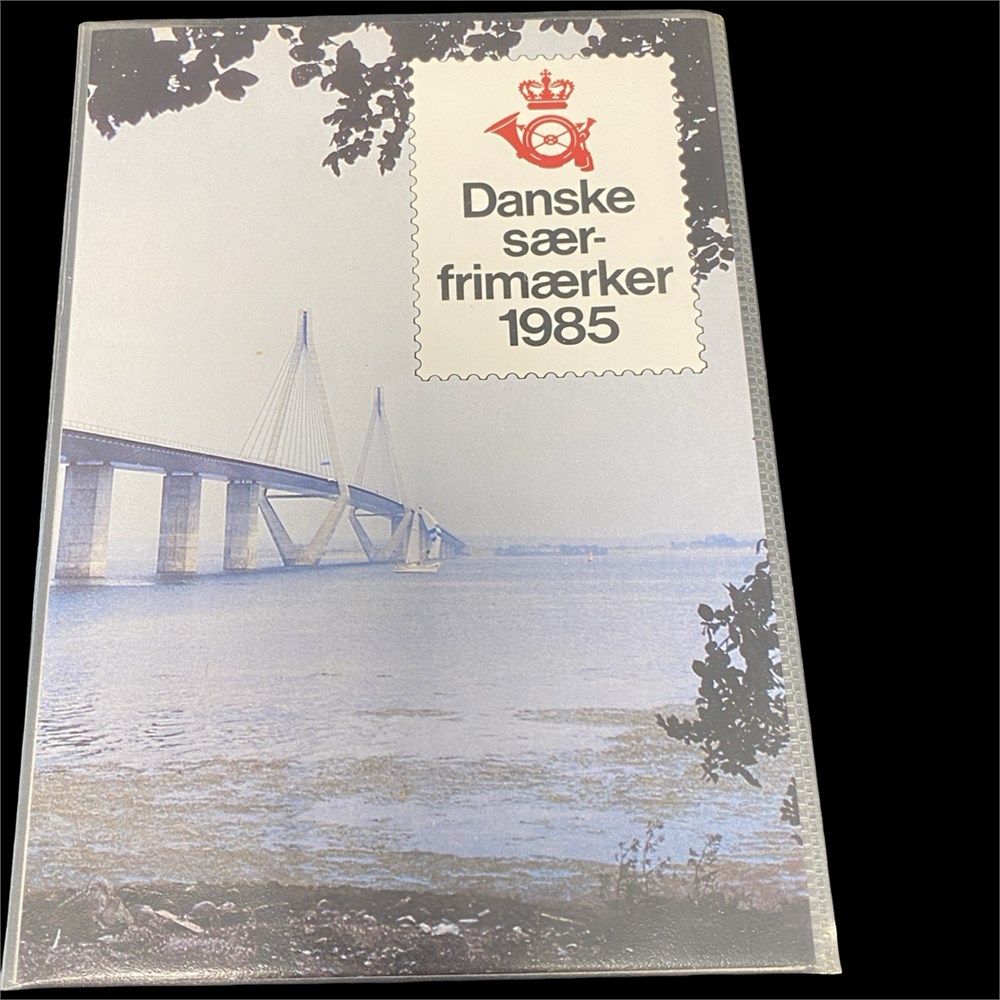 Danske
sær-
frimærker
1985